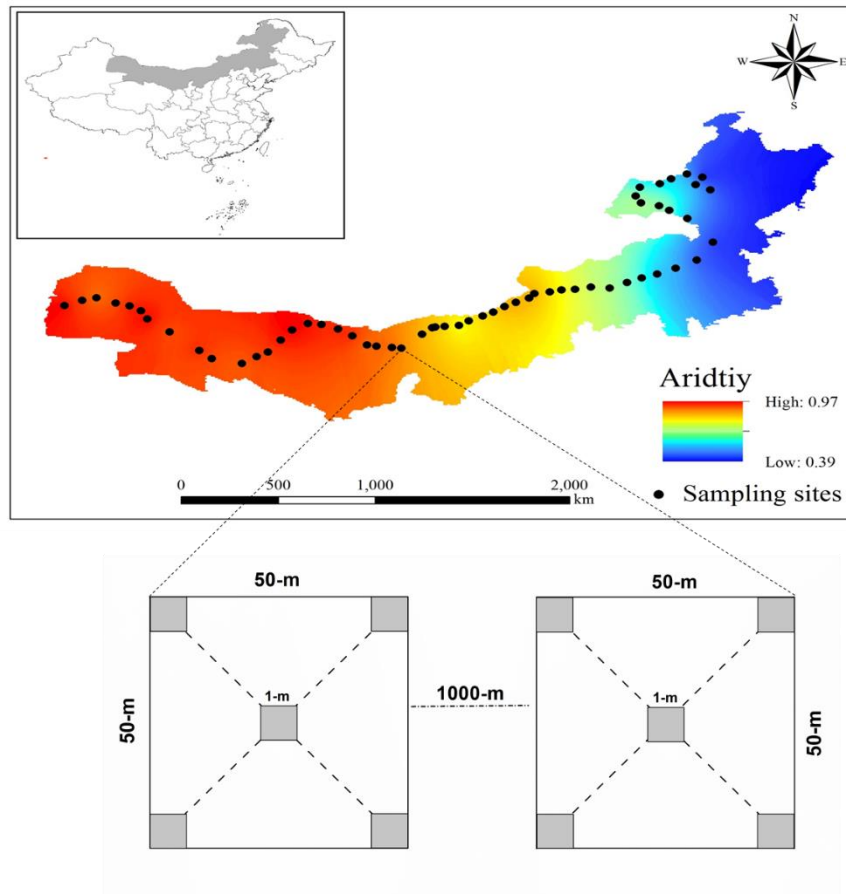 N
W E
S
Aridtiy
High: 0.97
Low: 0.39
0 500 1,000 2,000
km
Sampling sites
50-m 50-m
1-m 1000-m 1-m
50-m 50-m